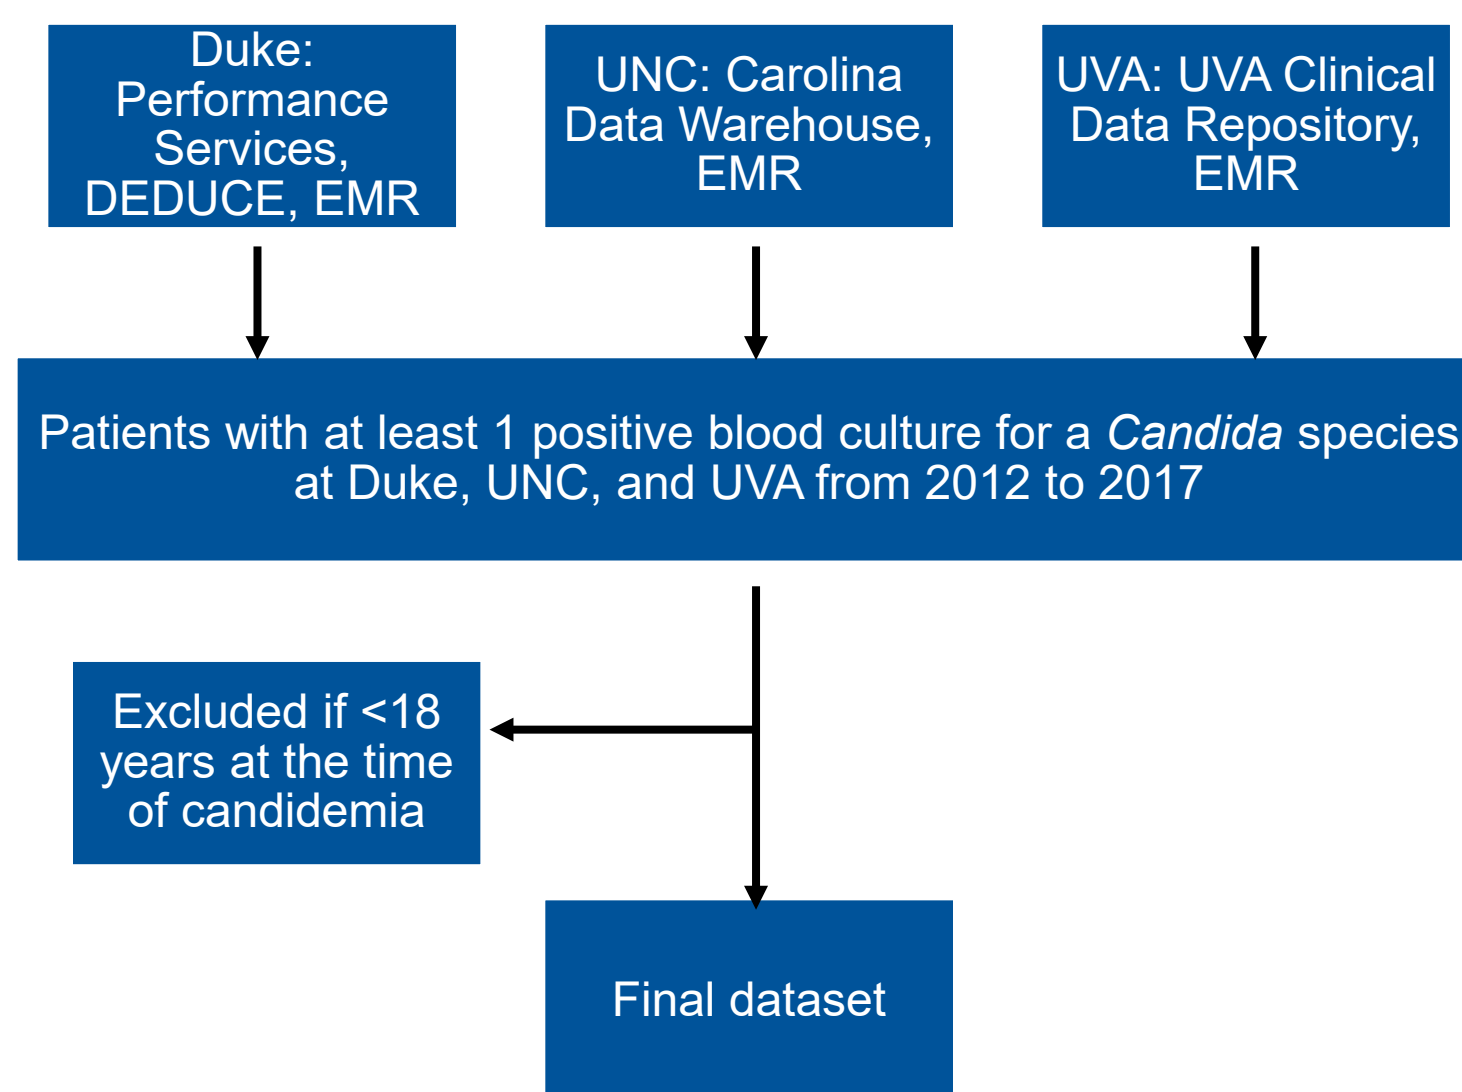 Duke:
Performance
Services,
DEDUCE, EMR
UNC: Carolina
Data Warehouse,
EMR
UVA: UVA Clinical
Data Repository,
EMR
Patients with at least 1 positive blood culture for a Candida species
at Duke, UNC, and UVA from 2012 to 2017
Excluded if <18
years at the time
of candidemia
Final dataset